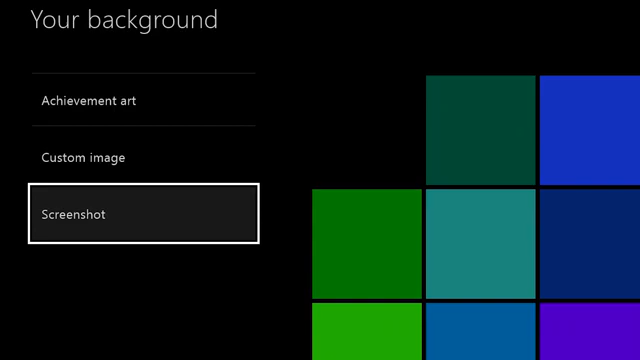 Your background
Achievement art
Custom image
Screenshot